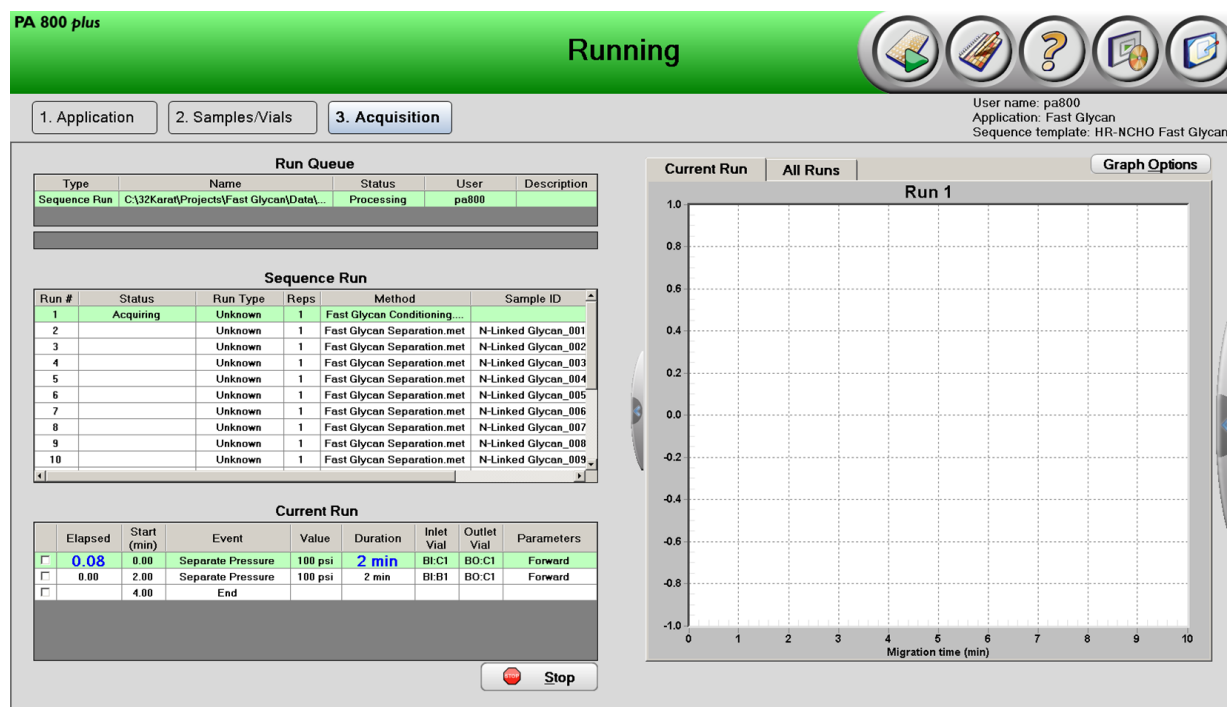 PA 800 plus
Running
1. Application
2. Samples/Vials
3. Acquisition
User name: pa800
Application: Fast Glycan
Sequence template: HR-NCHO Fast Glycan
Run Queue
Type Name Status User Description
Sequence Run C:\32Karat\Projects\Fast Glycan\Data\... Processing pa800
Sequence Run
Run # Status Run Type Reps Method Sample ID
1 Acquiring Unknown 1 Fast Glycan Conditioning....
2 Unknown 1 Fast Glycan Separation.met N-Linked Glycan_001
3 Unknown 1 Fast Glycan Separation.met N-Linked Glycan_002
4 Unknown 1 Fast Glycan Separation.met N-Linked Glycan_003
5 Unknown 1 Fast Glycan Separation.met N-Linked Glycan_004
6 Unknown 1 Fast Glycan Separation.met N-Linked Glycan_005
7 Unknown 1 Fast Glycan Separation.met N-Linked Glycan_006
8 Unknown 1 Fast Glycan Separation.met N-Linked Glycan_007
9 Unknown 1 Fast Glycan Separation.met N-Linked Glycan_008
10 Unknown 1 Fast Glycan Separation.met N-Linked Glycan_009
Current Run
Elapsed Start (min) Event Value Duration Inlet Vial Outlet Vial Parameters
0.08 0.00 Separate Pressure 100 psi 2 min BI:C1 BO:C1 Forward
0.00 2.00 Separate Pressure 100 psi 2 min BI:B1 BO:C1 Forward
4.00 End
STOP Stop
Current Run
All Runs
Graph Options
Run 1
1.0
0.8
0.6
0.4
0.2
0.0
-0.2
-0.4
-0.6
-0.8
-1.0
0 1 2 3 4 5 6 7 8 9 10
Migration time (min)